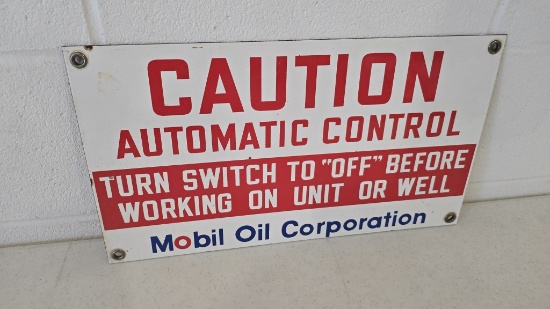 CAUTION
AUTOMATIC CONTROL
TURN SWITCH TO "OFF" BEFORE
WORKING ON UNIT OR WELL
Mobil Oil Corporation